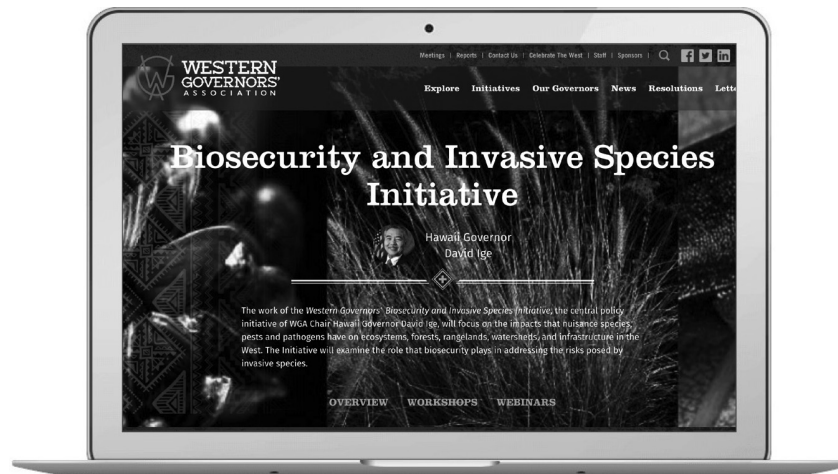 Meetings | Reports | Contact Us | Celebrate The West | Staff | Sponsors |
WESTERN
GOVERNORS'
ASSOCIATION
Explore Initiatives Our Governors News Resolutions Lette
Biosecurity and Invasive Species
Initiative
Hawaii Governor
David Ige
The work of the Western Governors' Biosecurity and Invasive Species Initiative, the central policy
initiative of WGA Chair Hawaii Governor David Ige, will focus on the impacts that nuisance species,
pests and pathogens have on ecosystems, forests, rangelands, watersheds, and infrastructure in the
West. The Initiative will examine the role that biosecurity plays in addressing the risks posed by
invasive species.
OVERVIEW WORKSHOPS WEBINARS